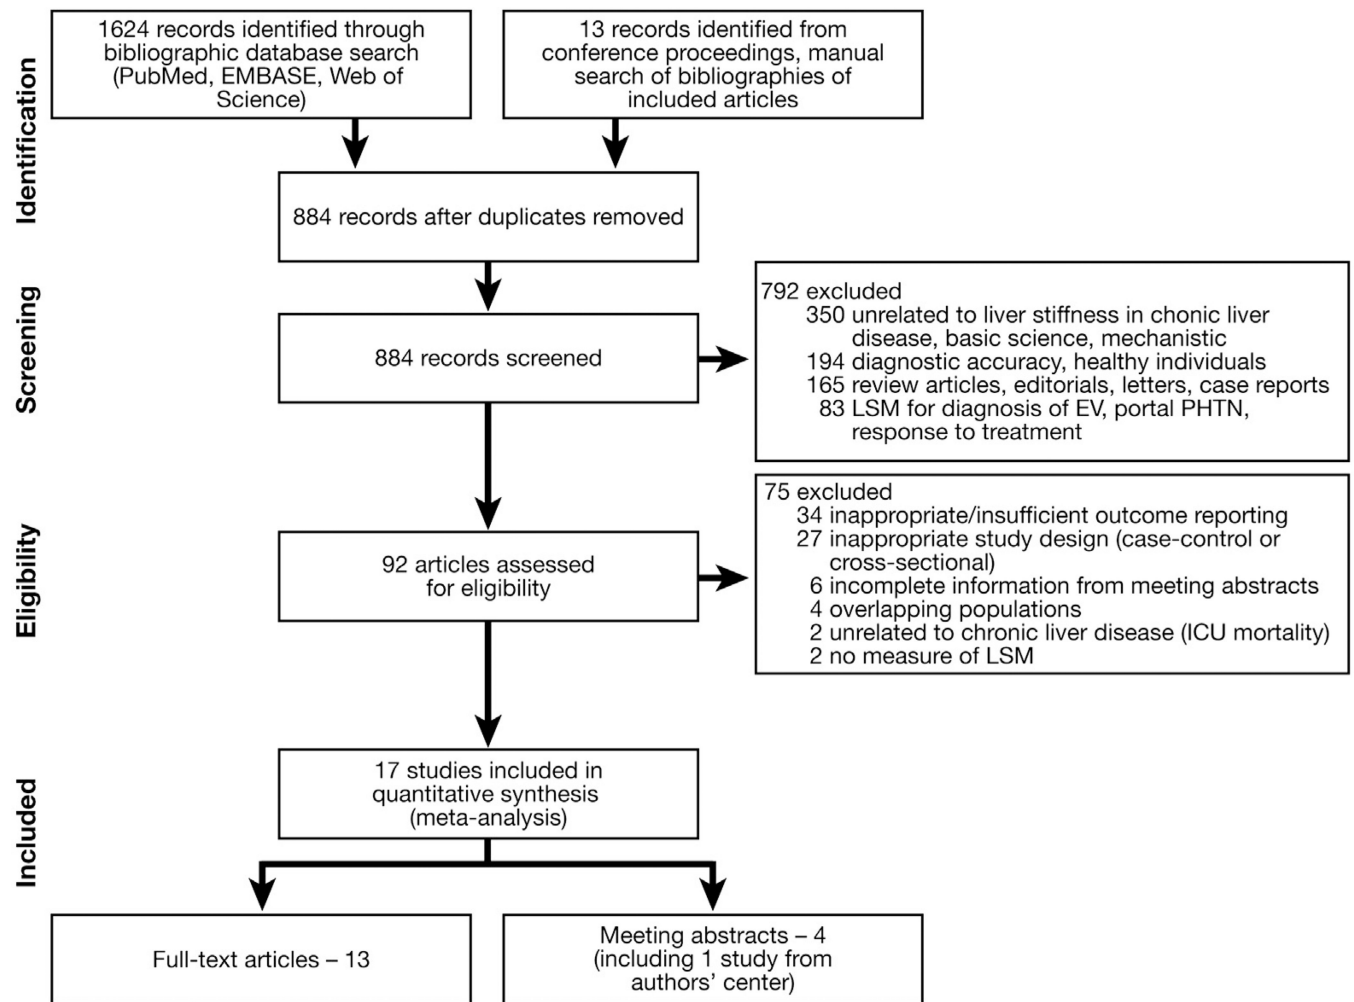 1624 records identified through
bibliographic database search
(PubMed, EMBASE, Web of
Science)
13 records identified from
conference proceedings, manual
search of bibliographies of
included articles
Identification
884 records after duplicates removed
Screening
884 records screened
792 excluded
350 unrelated to liver stiffness in chonic liver
disease, basic science, mechanistic
194 diagnostic accuracy, healthy individuals
165 review articles, editorials, letters, case reports
83 LSM for diagnosis of EV, portal PHTN,
response to treatment
Eligibility
92 articles assessed
for eligibility
75 excluded
34 inappropriate/insufficient outcome reporting
27 inappropriate study design (case-control or
cross-sectional)
6 incomplete information from meeting abstracts
4 overlapping populations
2 unrelated to chronic liver disease (ICU mortality)
2 no measure of LSM
Included
17 studies included in
quantitative synthesis
(meta-analysis)
Full-text articles – 13
Meeting abstracts – 4
(including 1 study from
authors’ center)